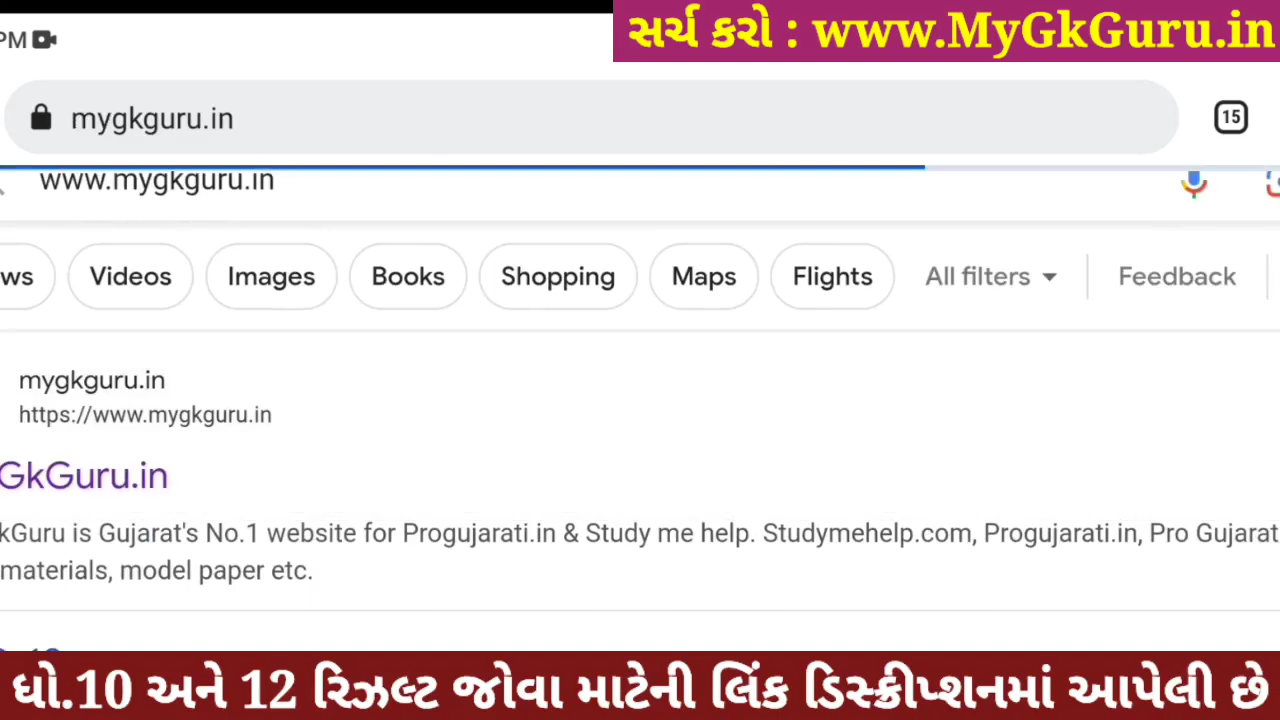 PM
સર્ચ કરો : www.MyGkGuru.in
mygkguru.in
15
www.mygkguru.in
ws Videos Images Books Shopping Maps Flights All filters Feedback
mygkguru.in
https://www.mygkguru.in
GkGuru.in
kGuru is Gujarat's No.1 website for Progujarati.in & Study me help. Studymehelp.com, Progujarati.in, Pro Gujarat
materials, model paper etc.
ધો.10 અને 12 રિઝલ્ટ જોવા માટેની લિંક ડિસ્ક્રીપ્શનમાં આપેલી છે